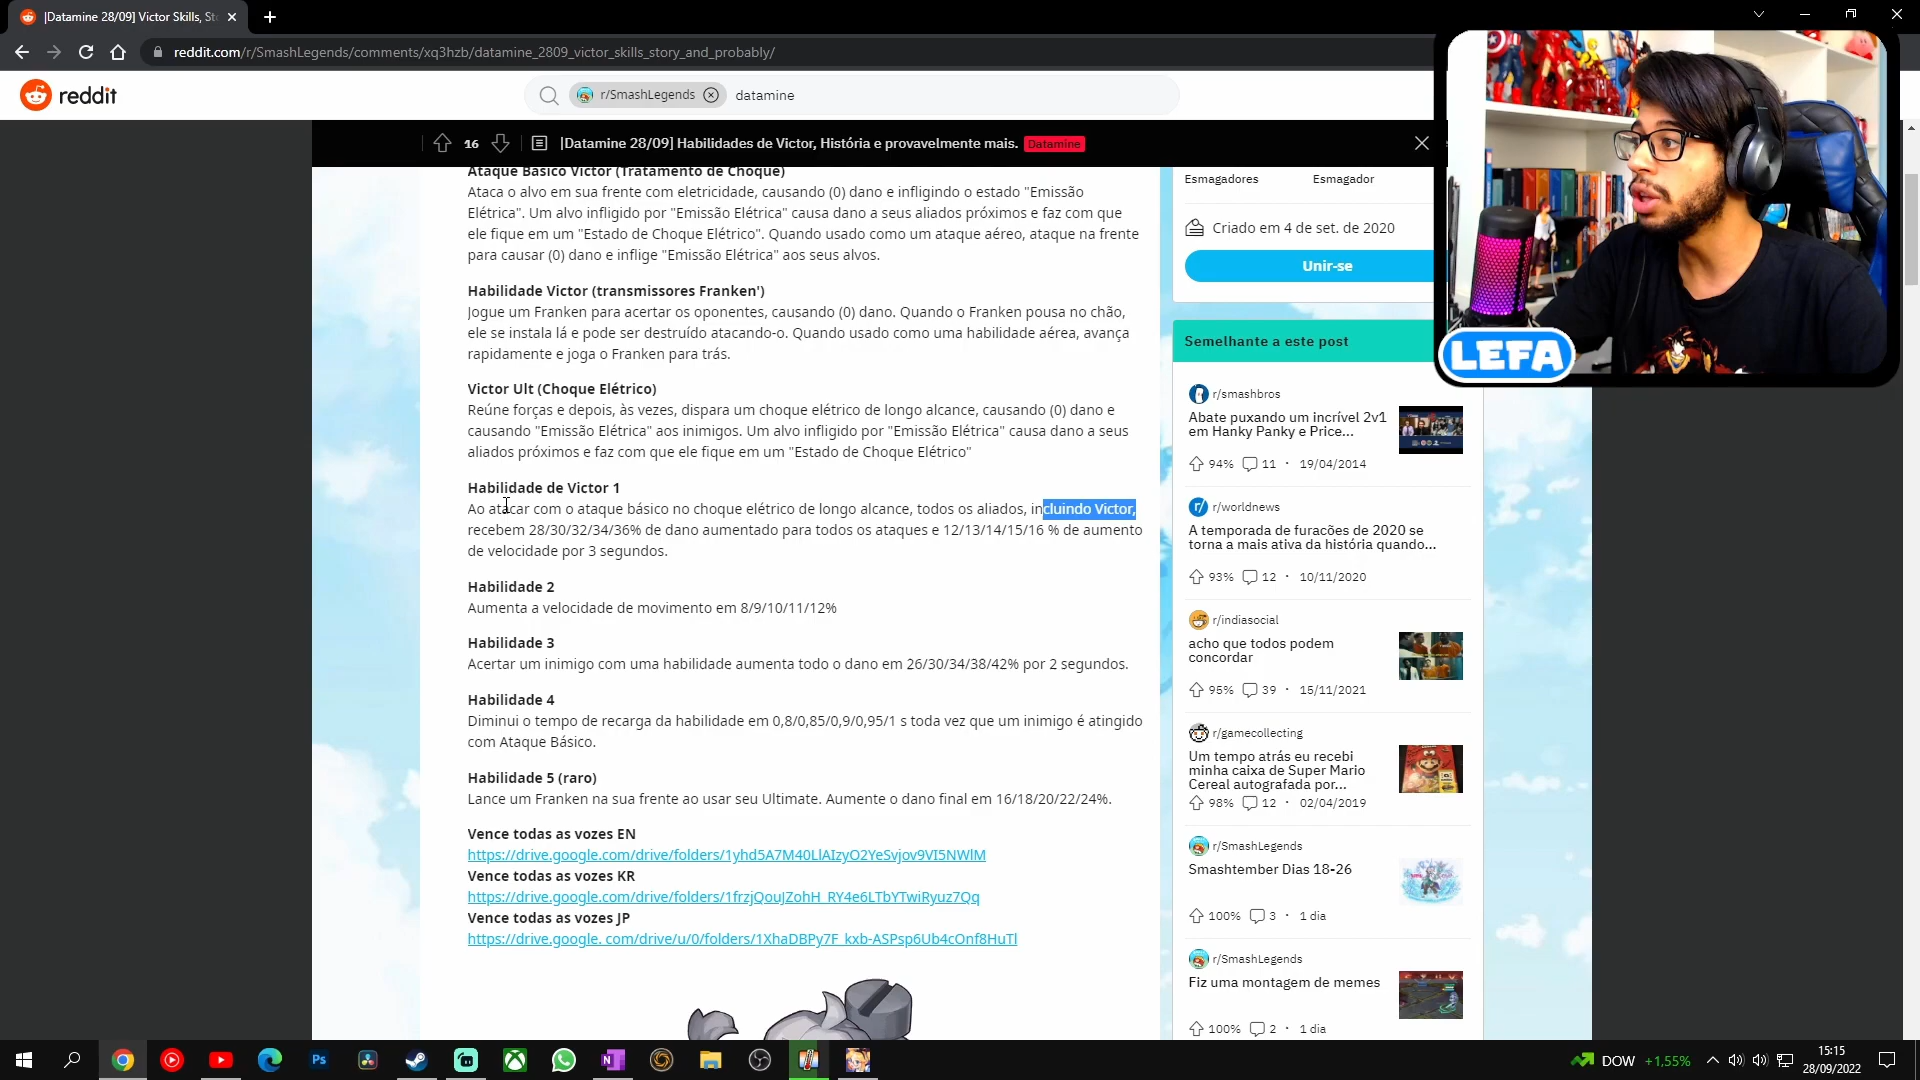 |Datamine 28/09] Victor Skills, St
reddit.com/r/SmashLegends/comments/xq3hzb/datamine_2809_victor_skills_story_and_probably/
reddit
r/SmashLegends
datamine
16
|Datamine 28/09] Habilidades de Victor, História e provavelmente mais.
Datamine
Ataque Básico Victor (Tratamento de Choque)
Ataca o alvo em sua frente com eletricidade, causando (0) dano e infligindo o estado "Emissão
Elétrica". Um alvo infligido por "Emissão Elétrica" causa dano a seus aliados próximos e faz com que
ele fique em um "Estado de Choque Elétrico". Quando usado como um ataque aéreo, ataque na frente
para causar (0) dano e inflige "Emissão Elétrica" aos seus alvos.
Habilidade Victor (transmissores Franken')
Jogue um Franken para acertar os oponentes, causando (0) dano. Quando o Franken pousa no chão,
ele se instala lá e pode ser destruído atacando-o. Quando usado como uma habilidade aérea, avança
rapidamente e joga o Franken para trás.
Victor Ult (Choque Elétrico)
Reúne forças e depois, às vezes, dispara um choque elétrico de longo alcance, causando (0) dano e
causando "Emissão Elétrica" aos inimigos. Um alvo infligido por "Emissão Elétrica" causa dano a seus
aliados próximos e faz com que ele fique em um "Estado de Choque Elétrico"
Habilidade de Victor 1
Ao atacar com o ataque básico no choque elétrico de longo alcance, todos os aliados, incluindo Victor,
recebem 28/30/32/34/36% de dano aumentado para todos os ataques e 12/13/14/15/16 % de aumento
de velocidade por 3 segundos.
Habilidade 2
Aumenta a velocidade de movimento em 8/9/10/11/12%
Habilidade 3
Acertar um inimigo com uma habilidade aumenta todo o dano em 26/30/34/38/42% por 2 segundos.
Habilidade 4
Diminui o tempo de recarga da habilidade em 0,8/0,85/0,9/0,95/1 s toda vez que um inimigo é atingido
com Ataque Básico.
Habilidade 5 (raro)
Lance um Franken na sua frente ao usar seu Ultimate. Aumente o dano final em 16/18/20/22/24%.
Vence todas as vozes EN
https://drive.google.com/drive/folders/1yhd5A7M40LlAIzyO2YeSvjov9VI5NWlM
Vence todas as vozes KR
https://drive.google.com/drive/folders/1frzjQouJZohH_RY4e6LTbYTwiRyuz7Qq
Vence todas as vozes JP
https://drive.google. com/drive/u/0/folders/1XhaDBPy7F_kxb-ASPsp6Ub4cOnf8HuTl
Esmagadores
Esmagador
Criado em 4 de set. de 2020
Unir-se
Semelhante a este post
r/smashbros
Abate puxando um incrível 2v1
em Hanky Panky e Price...
94% 11 · 19/04/2014
r/worldnews
A temporada de furacões de 2020 se
torna a mais ativa da história quando...
93% 12 · 10/11/2020
r/indiasocial
acho que todos podem
concordar
95% 39 · 15/11/2021
r/gamecollecting
Um tempo atrás eu recebi
minha caixa de Super Mario
Cereal autografada por...
98% 12 · 02/04/2019
r/SmashLegends
Smashtember Dias 18-26
100% 3 · 1 dia
r/SmashLegends
Fiz uma montagem de memes
100% 2 · 1 dia
LEFA
Ps
DOW +1,55%
15:15
28/09/2022